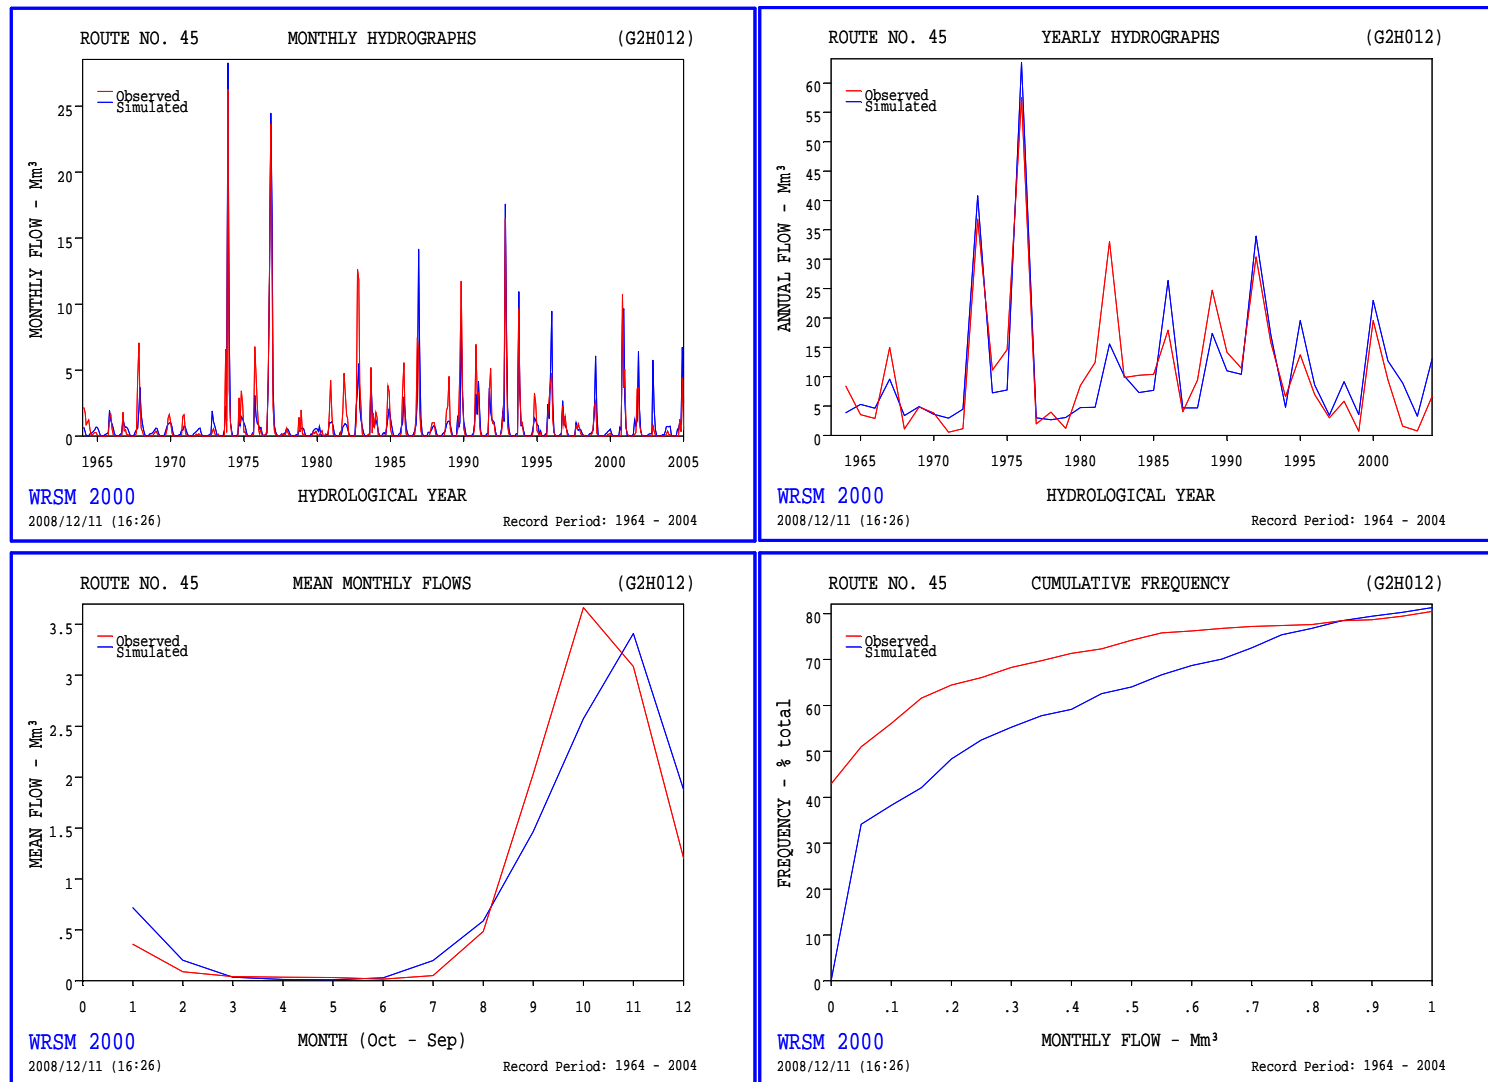 ROUTE NO. 45 MONTHLY HYDROGRAPHS (G2H012)
Observed
Simulated
MONTHLY FLOW - Mm³
25
20
15
10
5
0
1965 1970 1975 1980 1985 1990 1995 2000 2005
WRSM 2000 HYDROLOGICAL YEAR
2008/12/11 (16:26) Record Period: 1964 - 2004
ROUTE NO. 45 YEARLY HYDROGRAPHS (G2H012)
Observed
Simulated
ANNUAL FLOW - Mm³
60
55
50
45
40
35
30
25
20
15
10
5
0
1965 1970 1975 1980 1985 1990 1995 2000
WRSM 2000 HYDROLOGICAL YEAR
2008/12/11 (16:26) Record Period: 1964 - 2004
ROUTE NO. 45 MEAN MONTHLY FLOWS (G2H012)
Observed
Simulated
MEAN FLOW - Mm³
3.5
3
2.5
2
1.5
1
.5
0
0 1 2 3 4 5 6 7 8 9 10 11 12
WRSM 2000 MONTH (Oct - Sep)
2008/12/11 (16:26) Record Period: 1964 - 2004
ROUTE NO. 45 CUMULATIVE FREQUENCY (G2H012)
Observed
Simulated
FREQUENCY - % total
80
70
60
50
40
30
20
10
0
0 .1 .2 .3 .4 .5 .6 .7 .8 .9 1
WRSM 2000 MONTHLY FLOW - Mm³
2008/12/11 (16:26) Record Period: 1964 - 2004